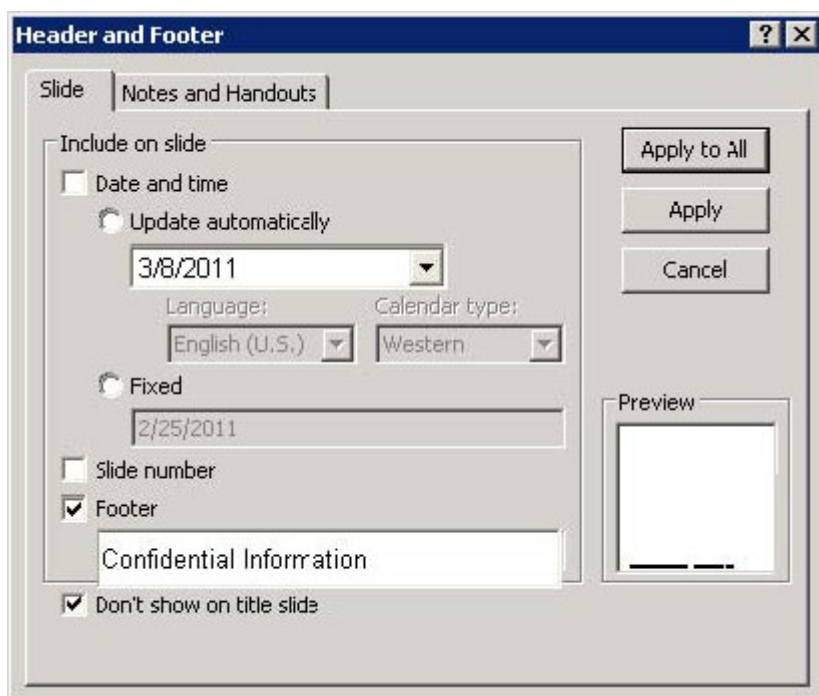 Header and Footer
Slide Notes and Handouts
Include on slide
Date and time
Update automatically
3/8/2011
Language: Calendar type:
English (U.S.) Western
Fixed
2/25/2011
Slide number
Footer
Confidential Information
Don't show on title slide
Apply to All
Apply
Cancel
Preview